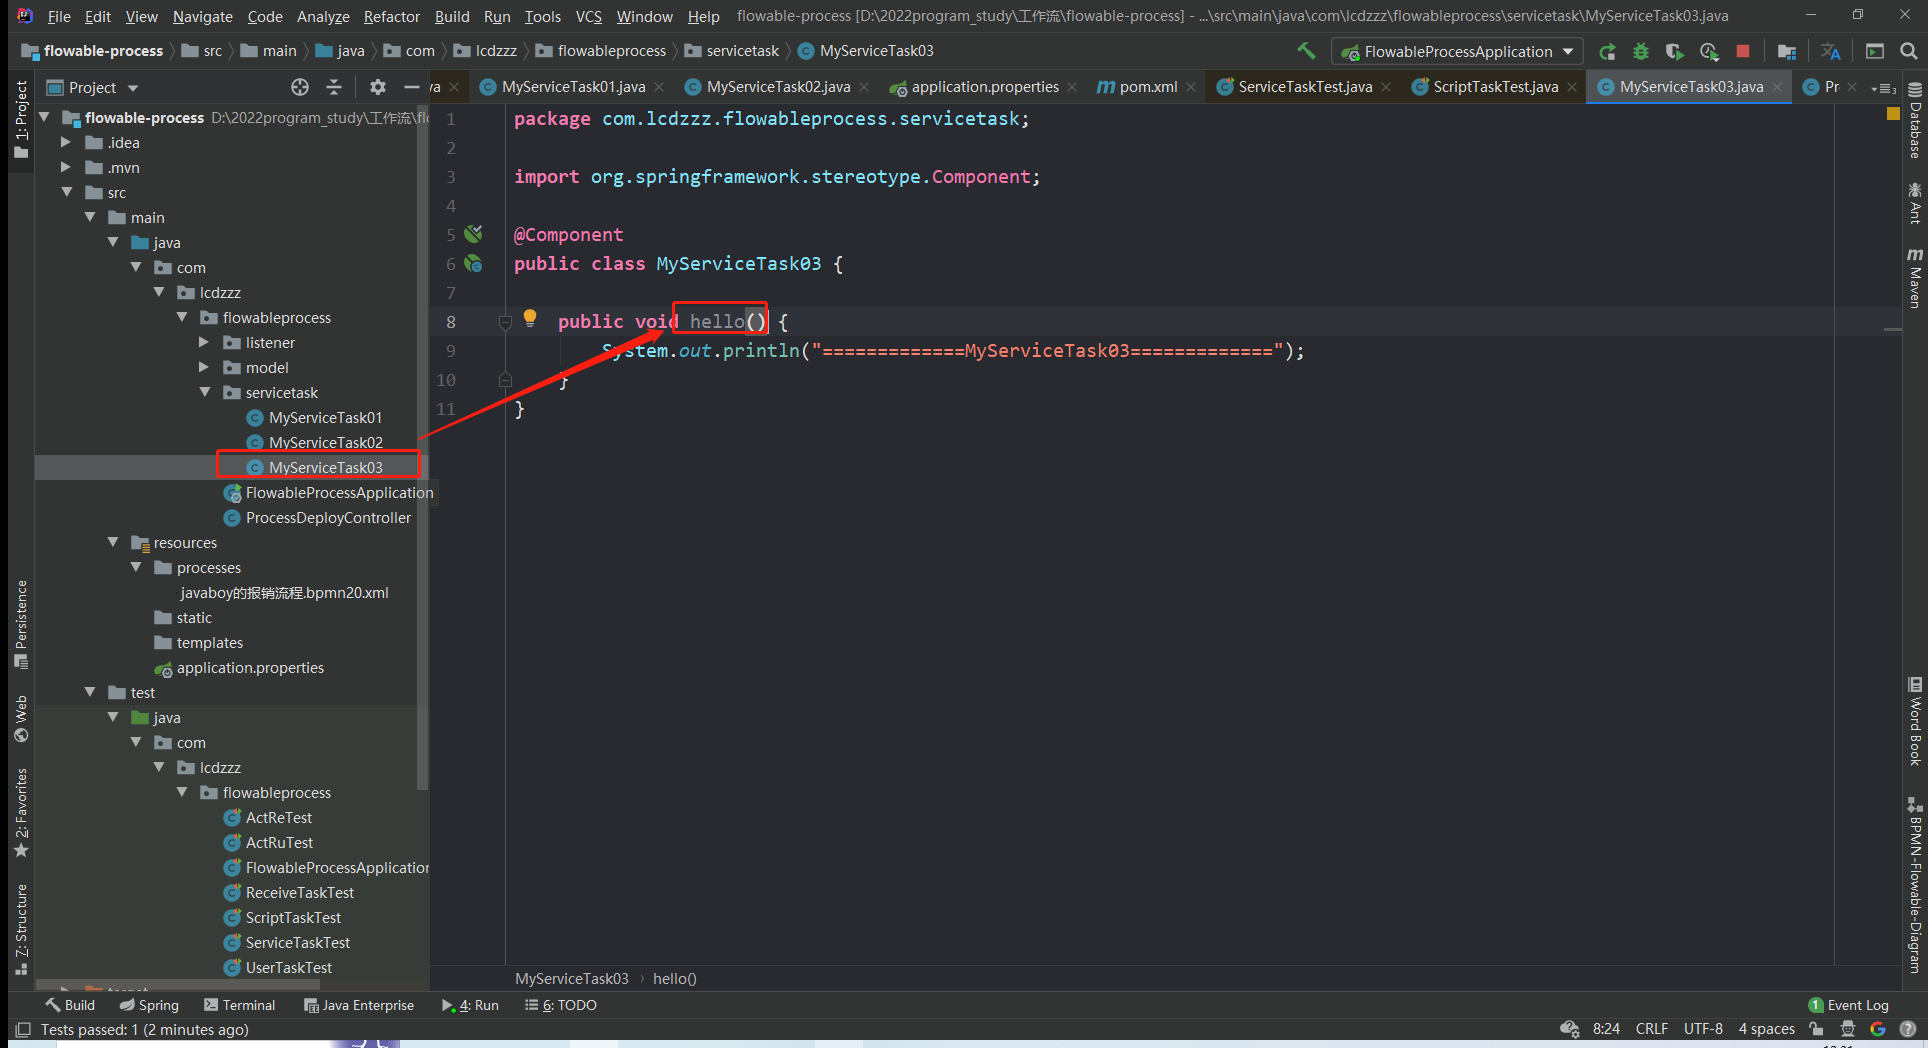 File Edit View Navigate Code Analyze Refactor Build Run Tools VCS Window Help flowable-process [D:\2022program_study\工作流\flowable-process] - ...\src\main\java\com\lcdzzz\flowableprocess\servicetask\MyServiceTask03.java
flowable-process src main java com lcdzzz flowableprocess servicetask MyServiceTask03 FlowableProcessApplication
Project va MyServiceTask01.java MyServiceTask02.java application.properties pom.xml ServiceTaskTest.java ScriptTaskTest.java MyServiceTask03.java Pr
flowable-process D:\2022program_study\工作流\fl
.idea
.mvn
src
main
java
com
lcdzzz
flowableprocess
listener
model
servicetask
MyServiceTask01
MyServiceTask02
MyServiceTask03
FlowableProcessApplication
ProcessDeployController
resources
processes
javaboy的报销流程.bpmn20.xml
static
templates
application.properties
test
java
com
lcdzzz
flowableprocess
ActReTest
ActRuTest
FlowableProcessApplication
ReceiveTaskTest
ScriptTaskTest
ServiceTaskTest
UserTaskTest
target
1: Project
Persistence
Web
2: Favorites
7: Structure
1 package com.lcdzzz.flowableprocess.servicetask;
2
3 import org.springframework.stereotype.Component;
4
5 @Component
6 public class MyServiceTask03 {
7
8 public void hello() {
9 System.out.println("=============MyServiceTask03=============");
10 }
11 }
MyServiceTask03 › hello()
Database
Ant
Maven
Word Book
BPMN-Flowable-Diagram
Build Spring Terminal Java Enterprise 4: Run 6: TODO 1 Event Log
Tests passed: 1 (2 minutes ago) 8:24 CRLF UTF-8 4 spaces